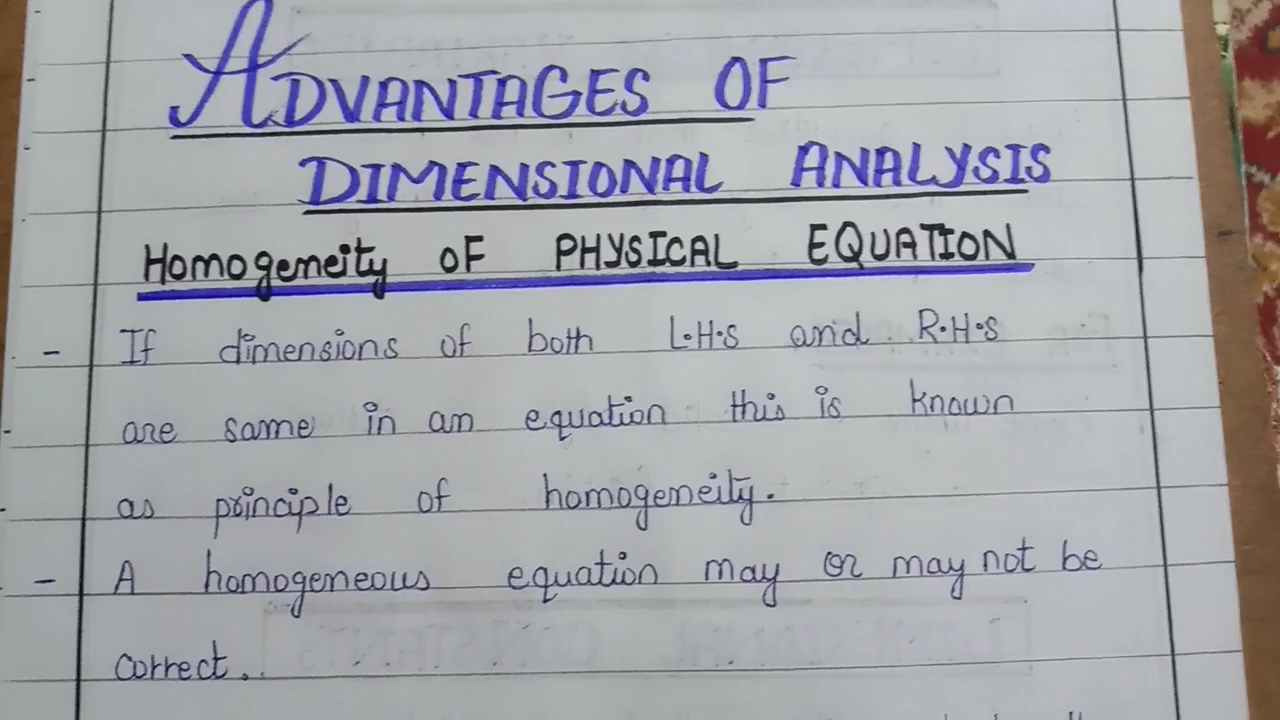 ADVANTAGES OF
DIMENSIONAL ANALYSIS
Homogeneity OF PHYSICAL EQUATION
- If dimensions of both L.H.S and R.H.S
are same in an equation this is known
as principle of homogeneity.
- A homogeneous equation may or may not be
correct.